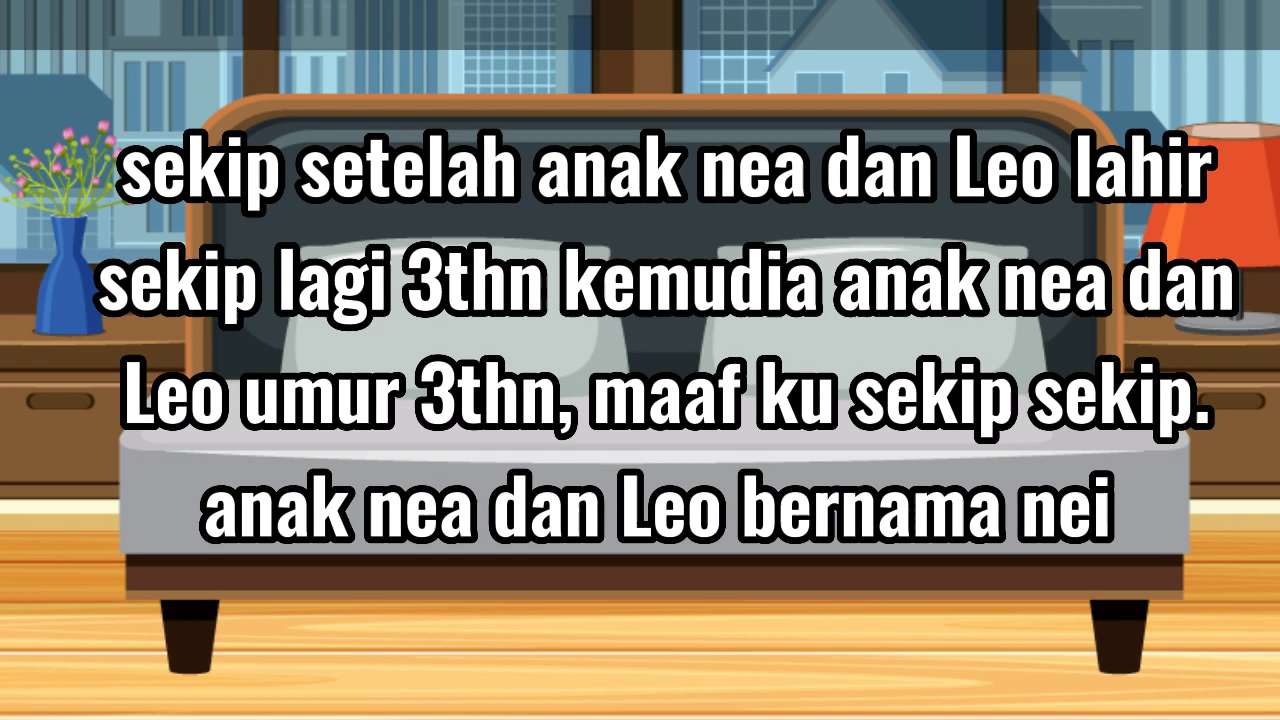 sekip setelah anak nea dan Leo lahir
sekip lagi 3thn kemudia anak nea dan
Leo umur 3thn, maaf ku sekip sekip.
anak nea dan Leo bernama nei